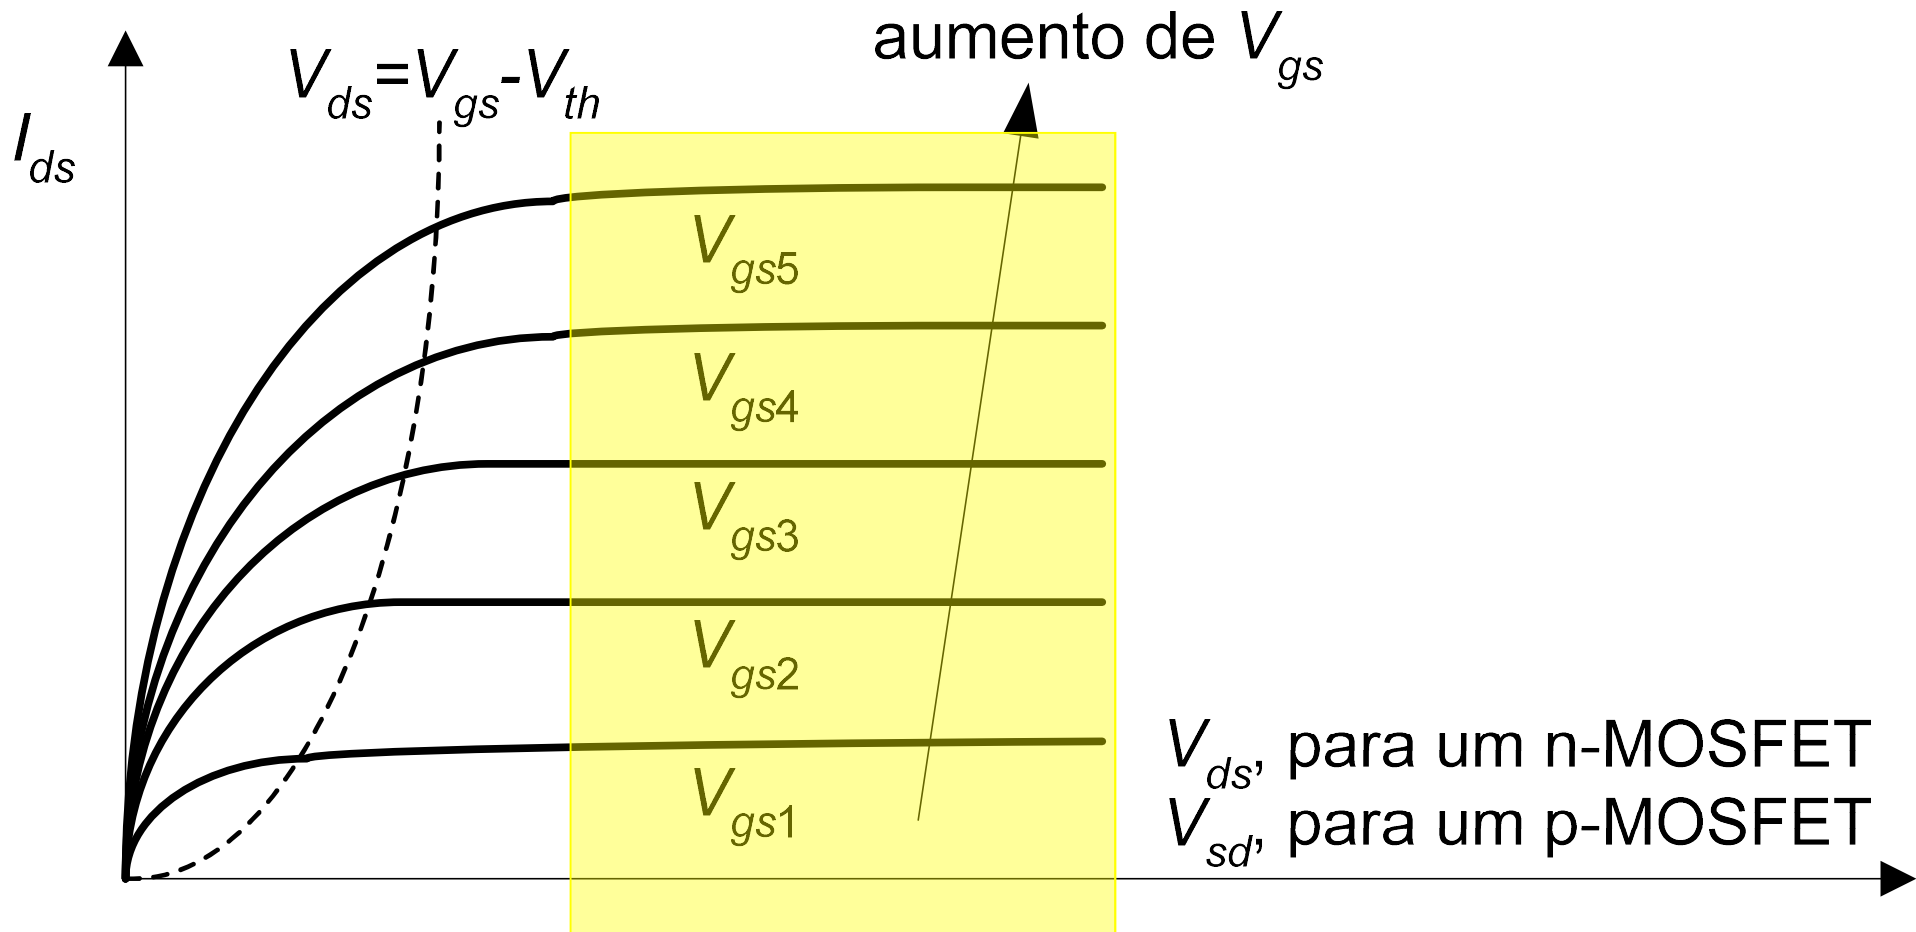 aumento de Vgs
Vds=Vgs-Vth
Ids
Vgs5
Vgs4
Vgs3
Vgs2
Vgs1
Vds, para um n-MOSFET
Vsd, para um p-MOSFET